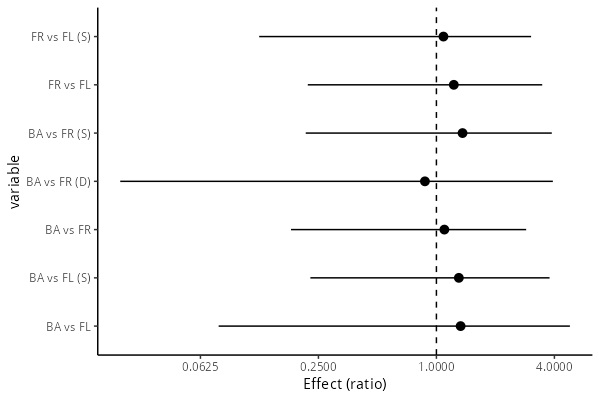 FR vs FL (S)
FR vs FL
BA vs FR (S)
BA vs FR (D)
BA vs FR
BA vs FL (S)
BA vs FL
variable
0.0625 0.2500 1.0000 4.0000
Effect (ratio)